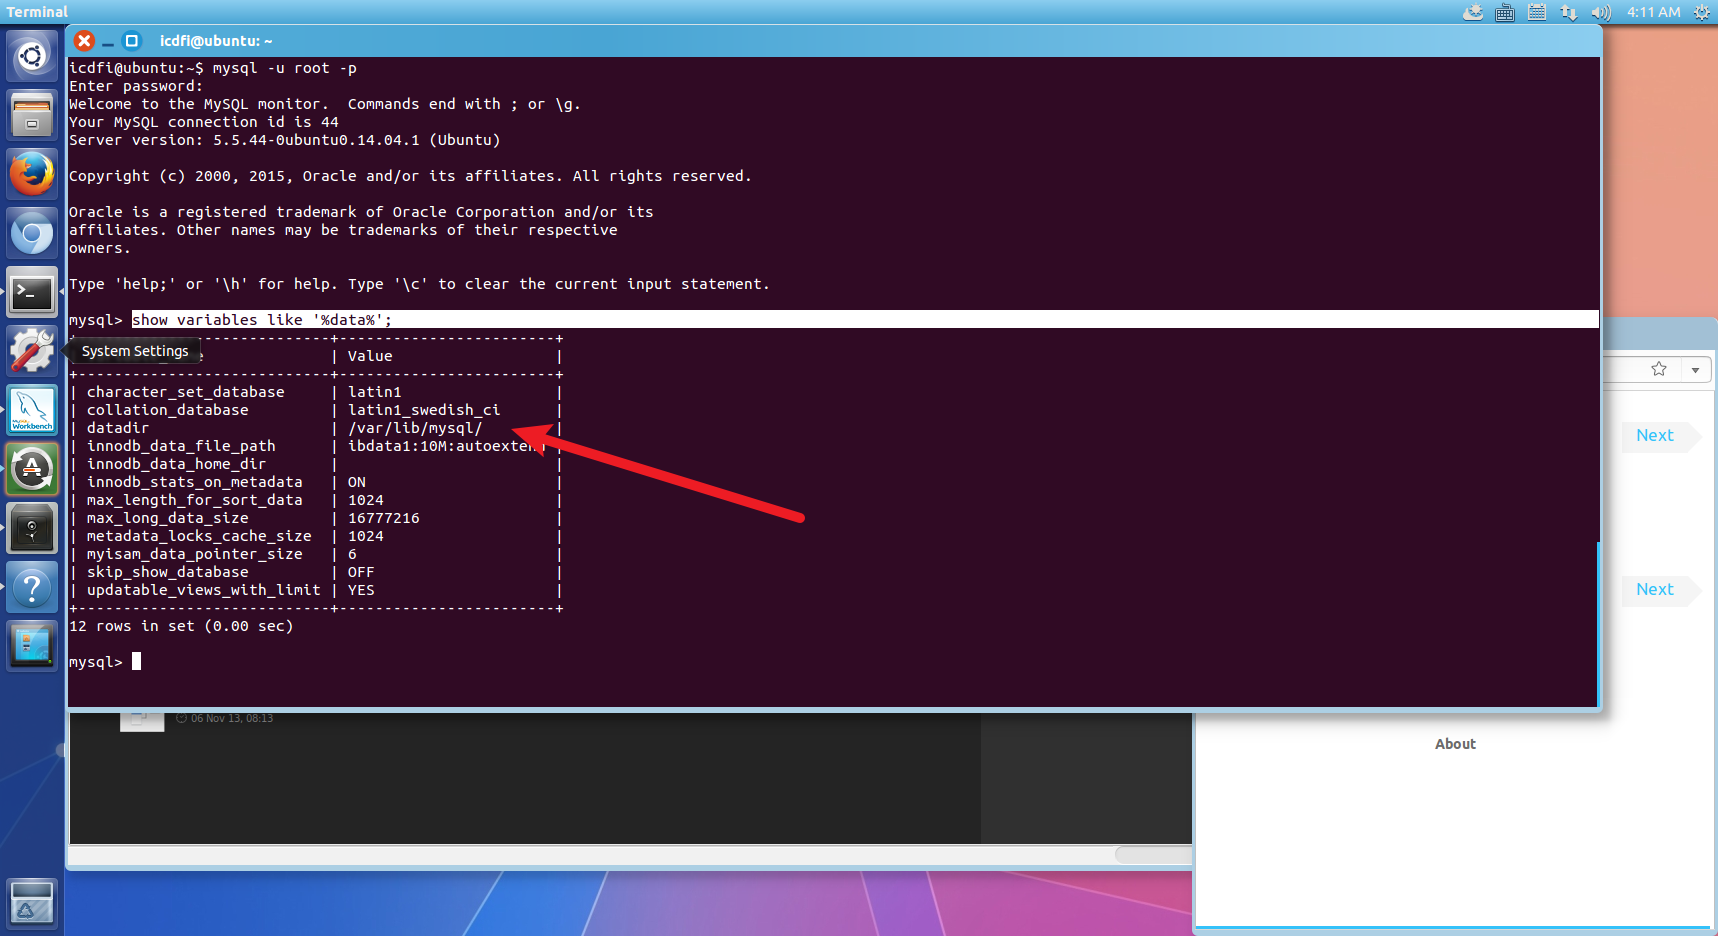 Terminal
4:11 AM
icdfi@ubuntu: ~
icdfi@ubuntu:~$ mysql -u root -p
Enter password:
Welcome to the MySQL monitor.  Commands end with ; or \g.
Your MySQL connection id is 44
Server version: 5.5.44-0ubuntu0.14.04.1 (Ubuntu)
Copyright (c) 2000, 2015, Oracle and/or its affiliates. All rights reserved.
Oracle is a registered trademark of Oracle Corporation and/or its
affiliates. Other names may be trademarks of their respective
owners.
Type 'help;' or '\h' for help. Type '\c' to clear the current input statement.
mysql> show variables like '%data%';
+----------------------------+------------------------+
System Settings
| Value |
+----------------------------+------------------------+
| character_set_database | latin1 |
| collation_database | latin1_swedish_ci |
| datadir | /var/lib/mysql/ |
| innodb_data_file_path | ibdata1:10M:autoextend |
| innodb_data_home_dir | |
| innodb_stats_on_metadata | ON |
| max_length_for_sort_data | 1024 |
| max_long_data_size | 16777216 |
| metadata_locks_cache_size | 1024 |
| myisam_data_pointer_size | 6 |
| skip_show_database | OFF |
| updatable_views_with_limit | YES |
+----------------------------+------------------------+
12 rows in set (0.00 sec)
mysql>
MySQL
Workbench
06 Nov 13, 08:13
Next
Next
About